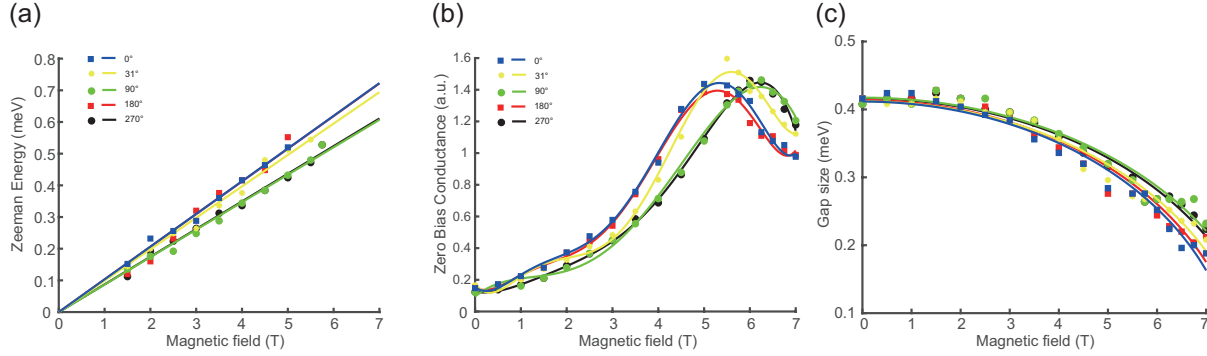 (a)
(b)
(c)
Zeeman Energy (meV)
0.8
0.7
0.6
0.5
0.4
0.3
0.2
0.1
0
0°
31°
90°
180°
270°
0 1 2 3 4 5 6 7
Magnetic field (T)
Zero Bias Conductance (a.u.)
1.6
1.4
1.2
1.0
0.8
0.6
0.4
0.2
0
0°
31°
90°
180°
270°
0 1 2 3 4 5 6 7
Magnetic field (T)
Gap size (meV)
0.5
0.4
0.3
0.2
0.1
0 1 2 3 4 5 6 7
Magnetic field (T)